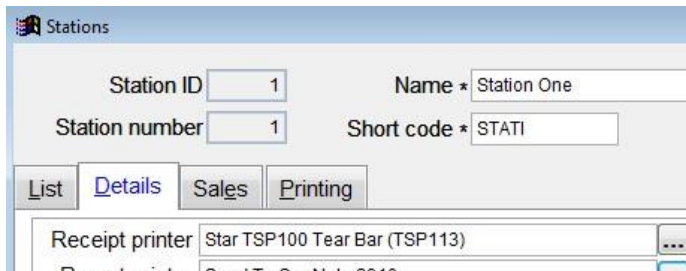 Stations
Station ID 1 Name * Station One
Station number 1 Short code * STATI
List Details Sales Printing
Receipt printer Star TSP100 Tear Bar (TSP113) ...